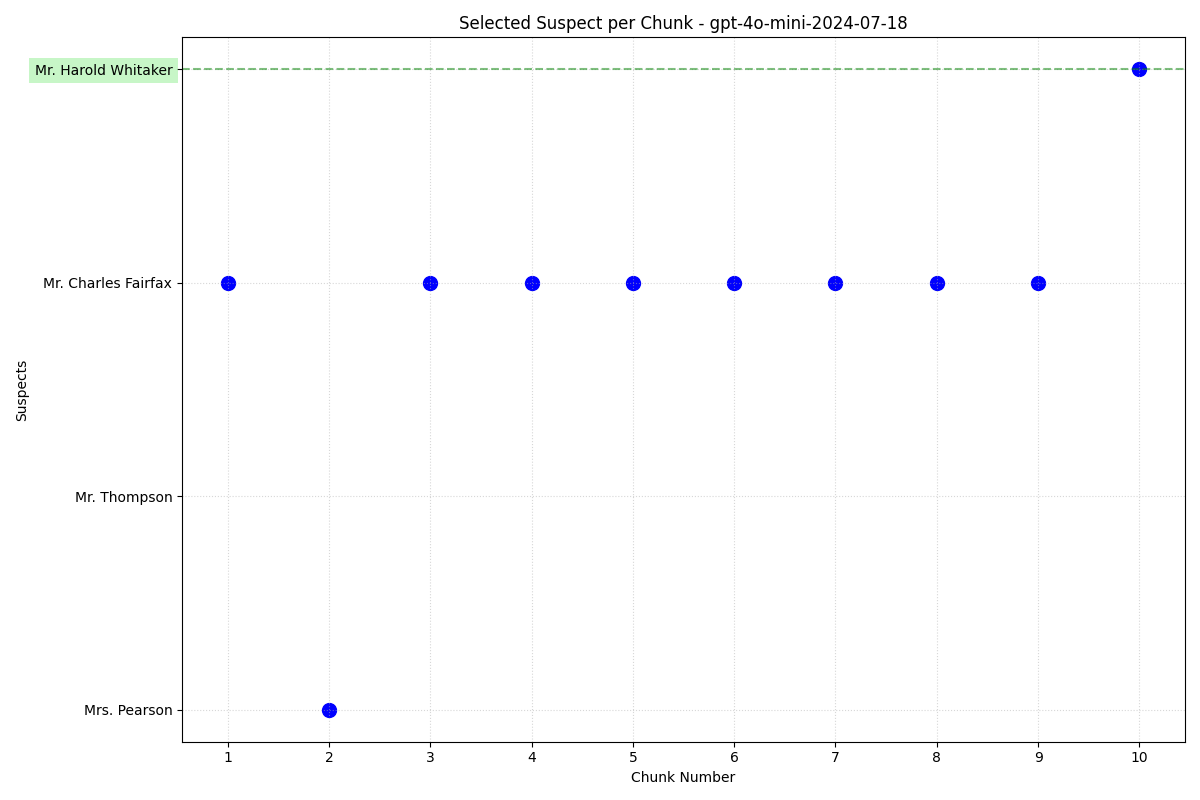 Selected Suspect per Chunk - gpt-4o-mini-2024-07-18
Mr. Harold Whitaker
Mr. Charles Fairfax
Mr. Thompson
Mrs. Pearson
Suspects
1 2 3 4 5 6 7 8 9 10
Chunk Number